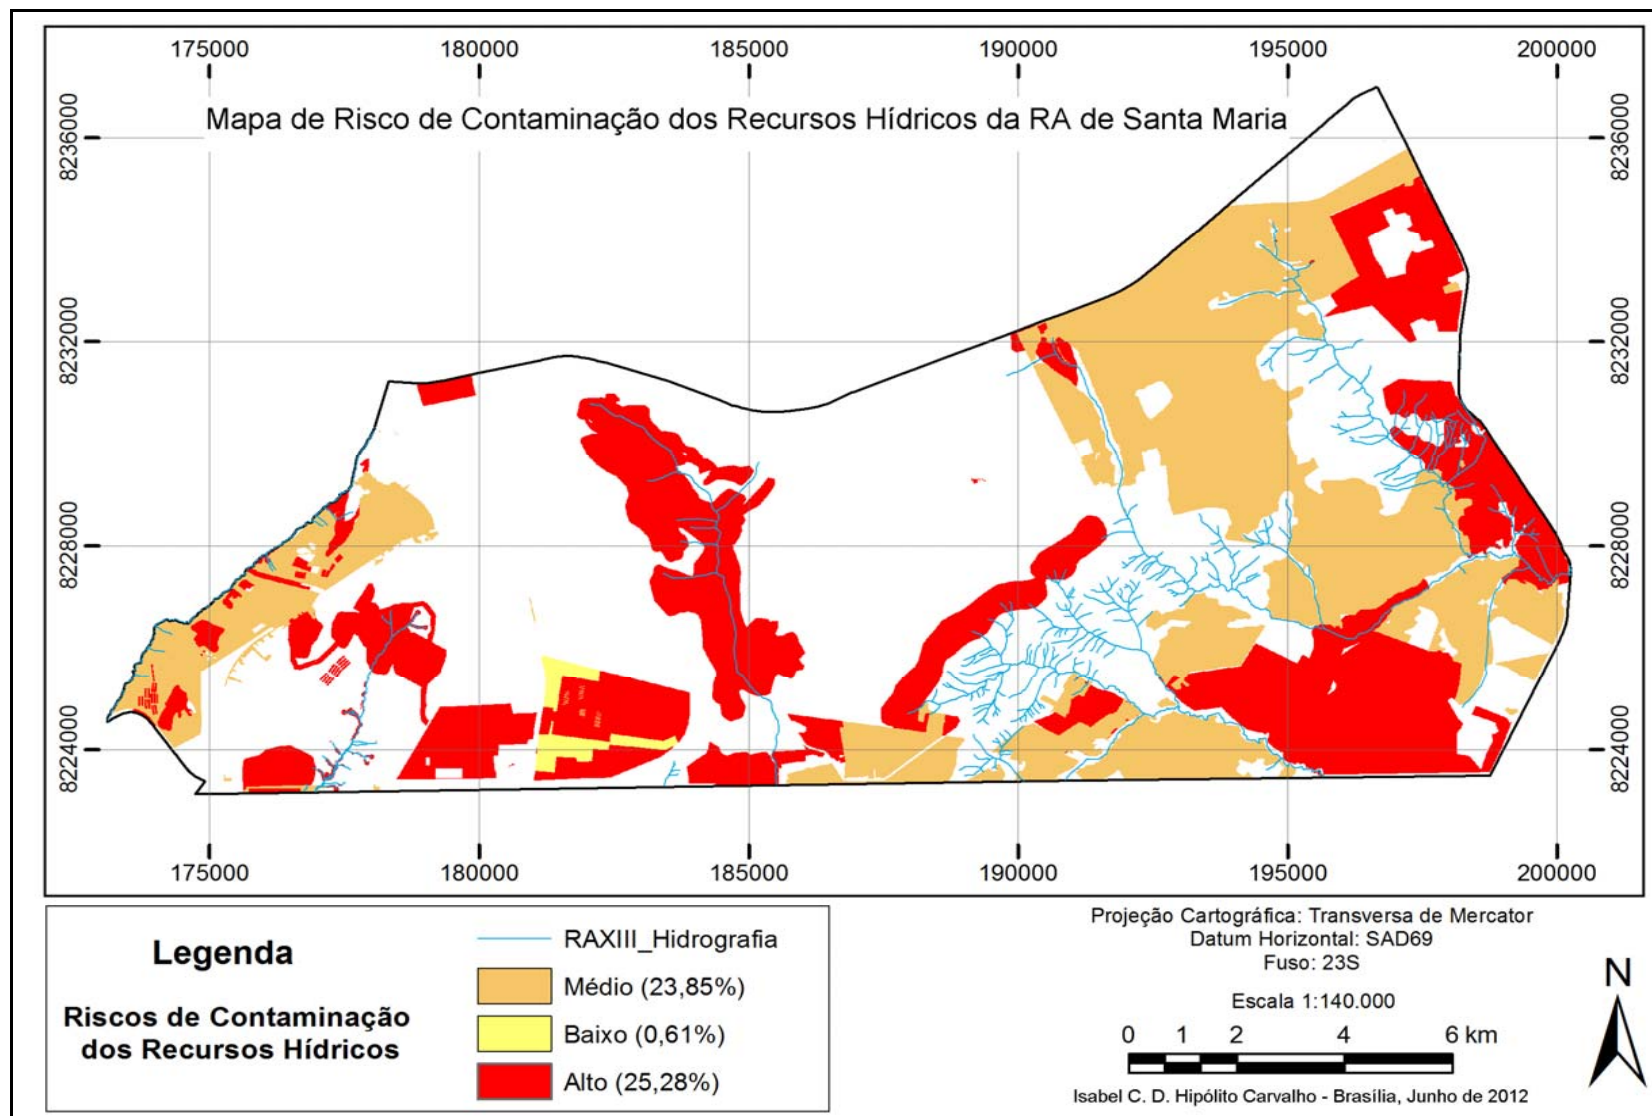 175000 180000 185000 190000 195000 200000
Mapa de Risco de Contaminação dos Recursos Hídricos da RA de Santa Maria
8236000 8236000
8232000 8232000
8228000 8228000
8224000 8224000
175000 180000 185000 190000 195000 200000
Legenda
Riscos de Contaminação
dos Recursos Hídricos
RAXIII_Hidrografia
Médio (23,85%)
Baixo (0,61%)
Alto (25,28%)
Projeção Cartográfica: Transversa de Mercator
Datum Horizontal: SAD69
Fuso: 23S
Escala 1:140.000
0 1 2 4 6 km
Isabel C. D. Hipólito Carvalho - Brasília, Junho de 2012
N